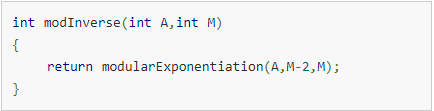 int modInverse(int A,int M)
{
    return modularExponentiation(A,M-2,M);
}